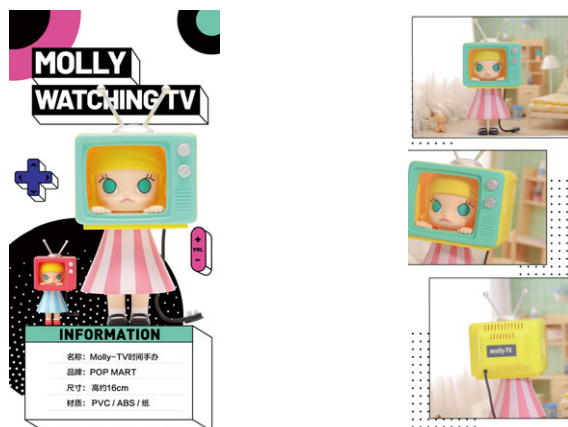 MOLLY
WATCHING TV
+
VOL
−
INFORMATION
名称： Molly-TV时间手办
品牌： POP MART
尺寸： 高约16cm
材质： PVC / ABS / 纸
molly-TV